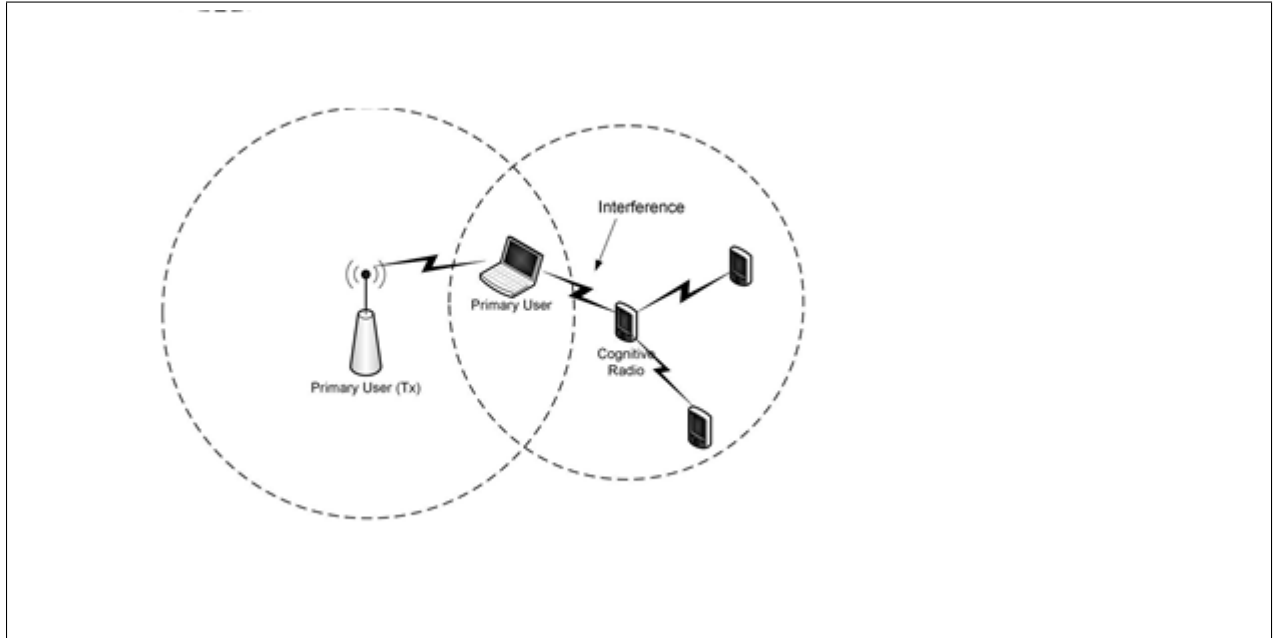 Interference
Primary User
Cognitive
Radio
Primary User (Tx)